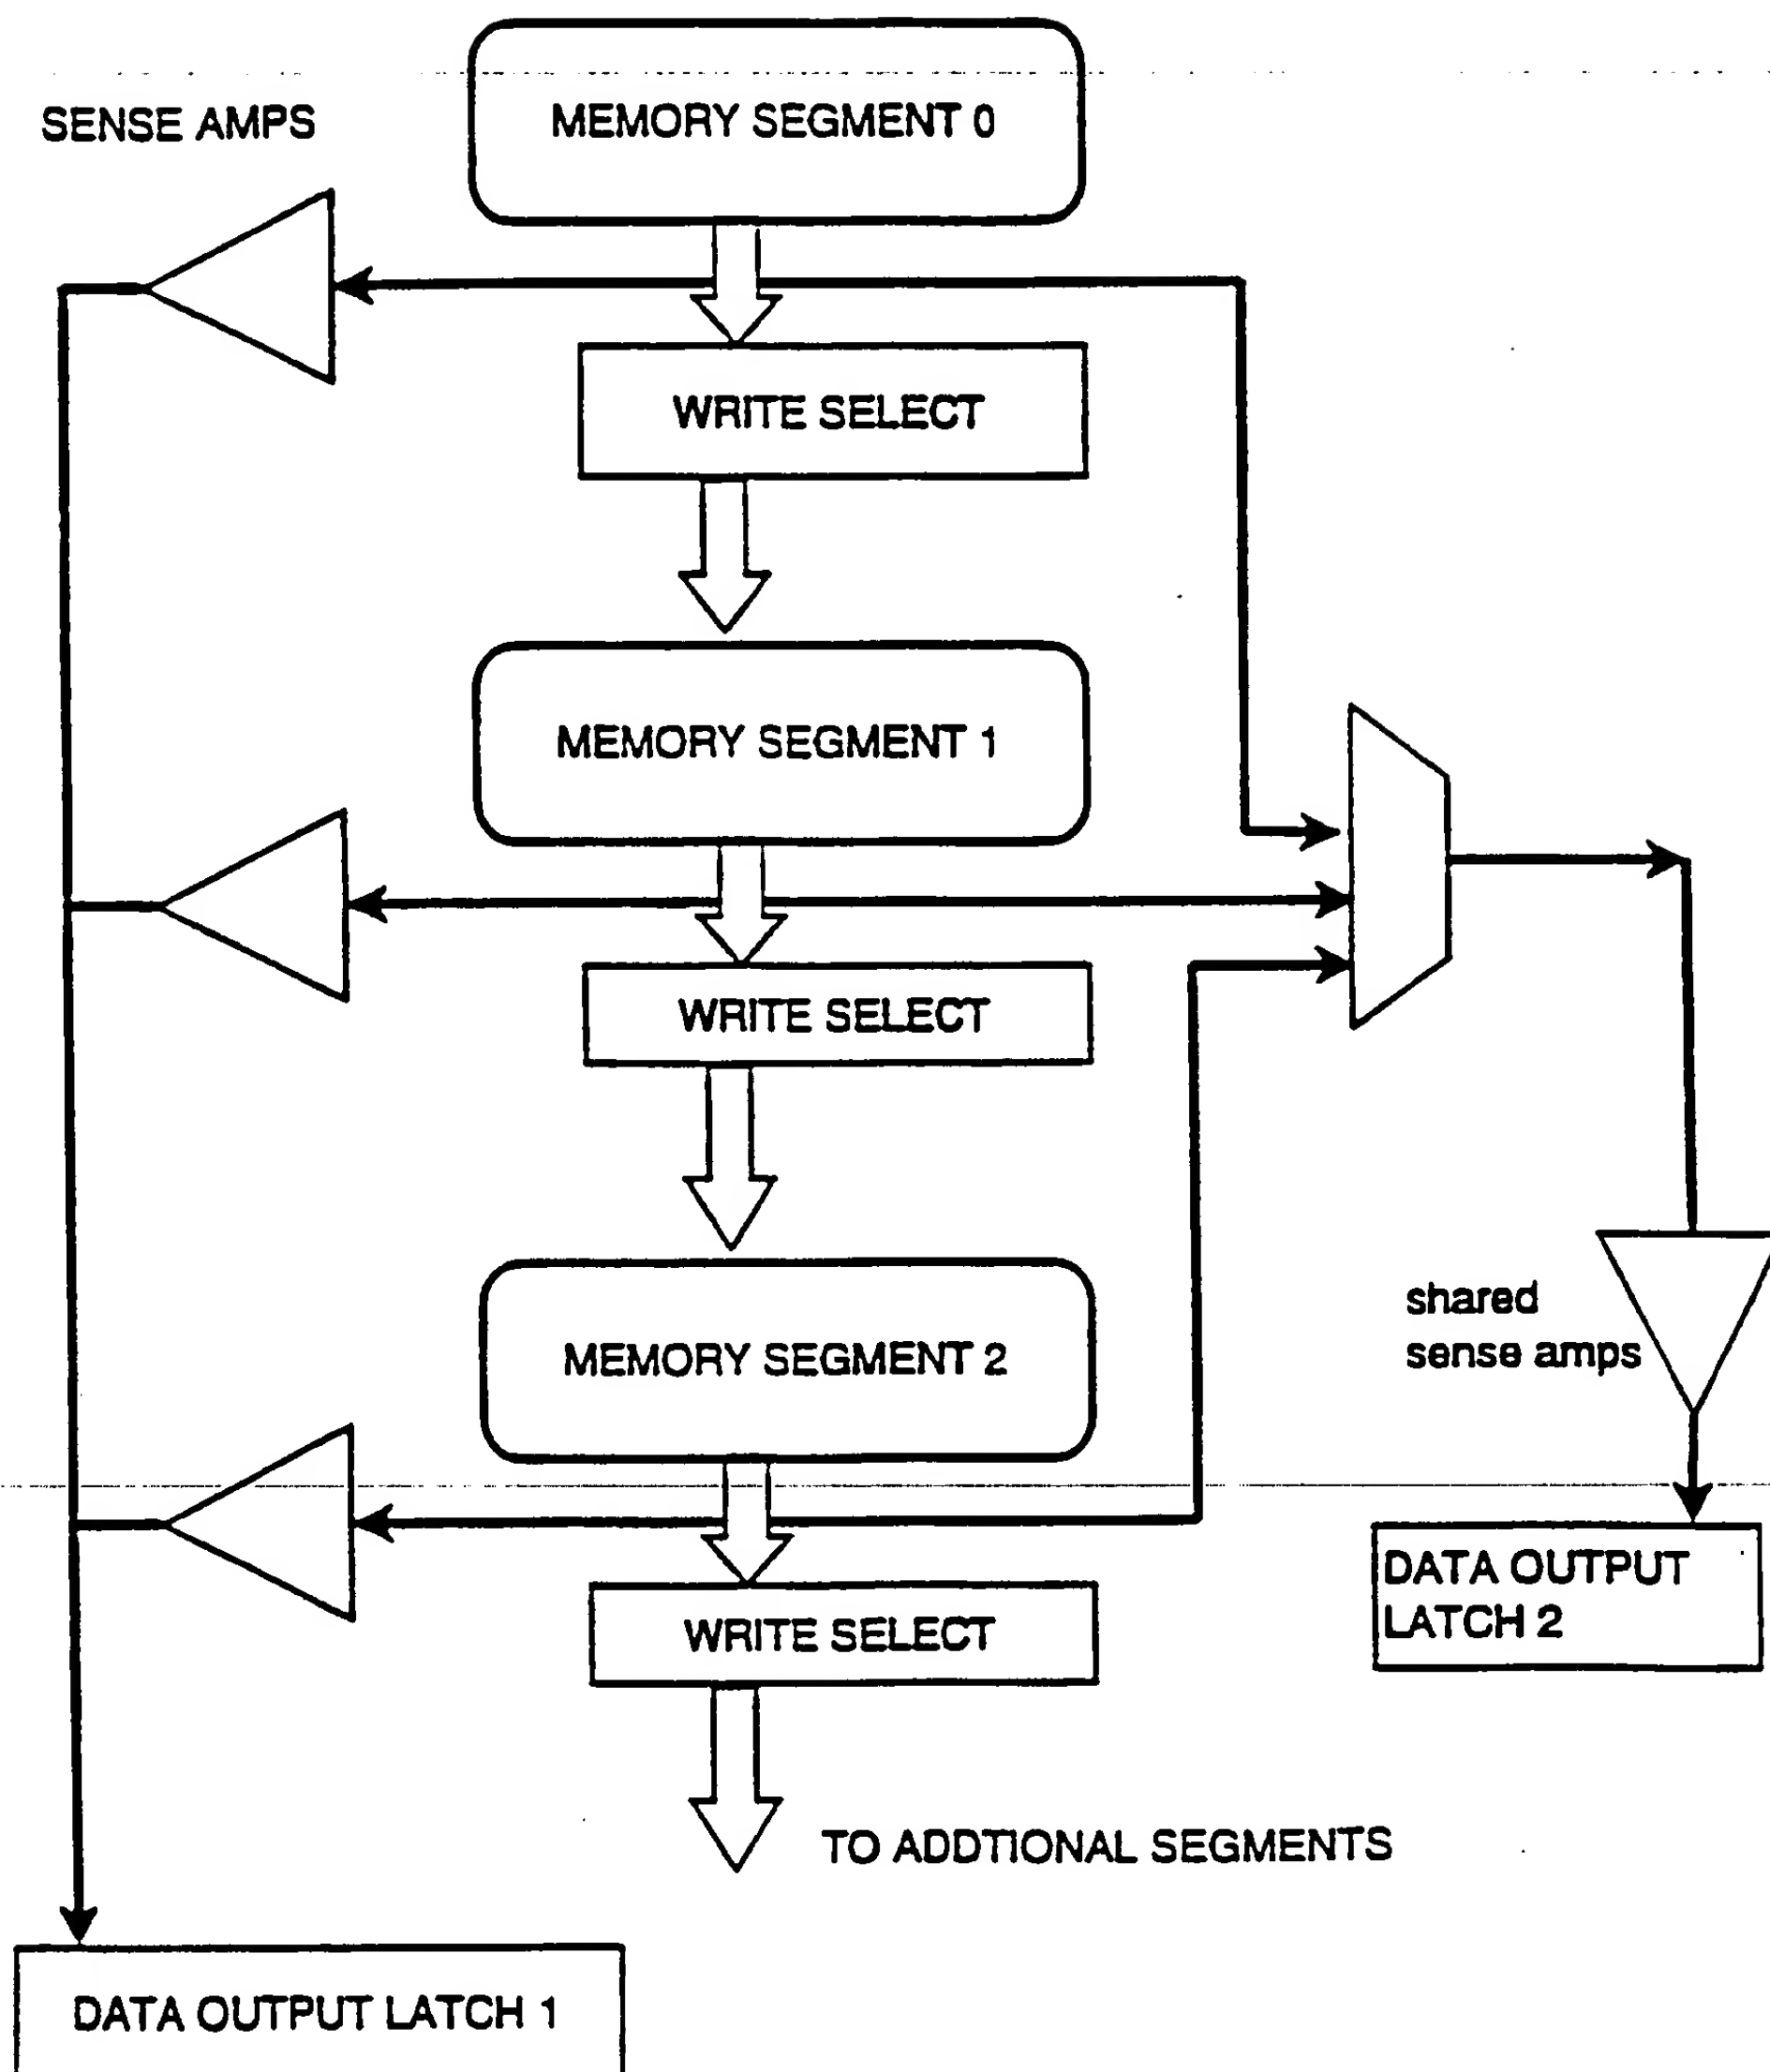 SENSE AMPS
MEMORY SEGMENT 0
WRITE SELECT
MEMORY SEGMENT 1
WRITE SELECT
MEMORY SEGMENT 2
shared
sense amps
DATA OUTPUT
LATCH 2
WRITE SELECT
TO ADDTIONAL SEGMENTS
DATA OUTPUT LATCH 1